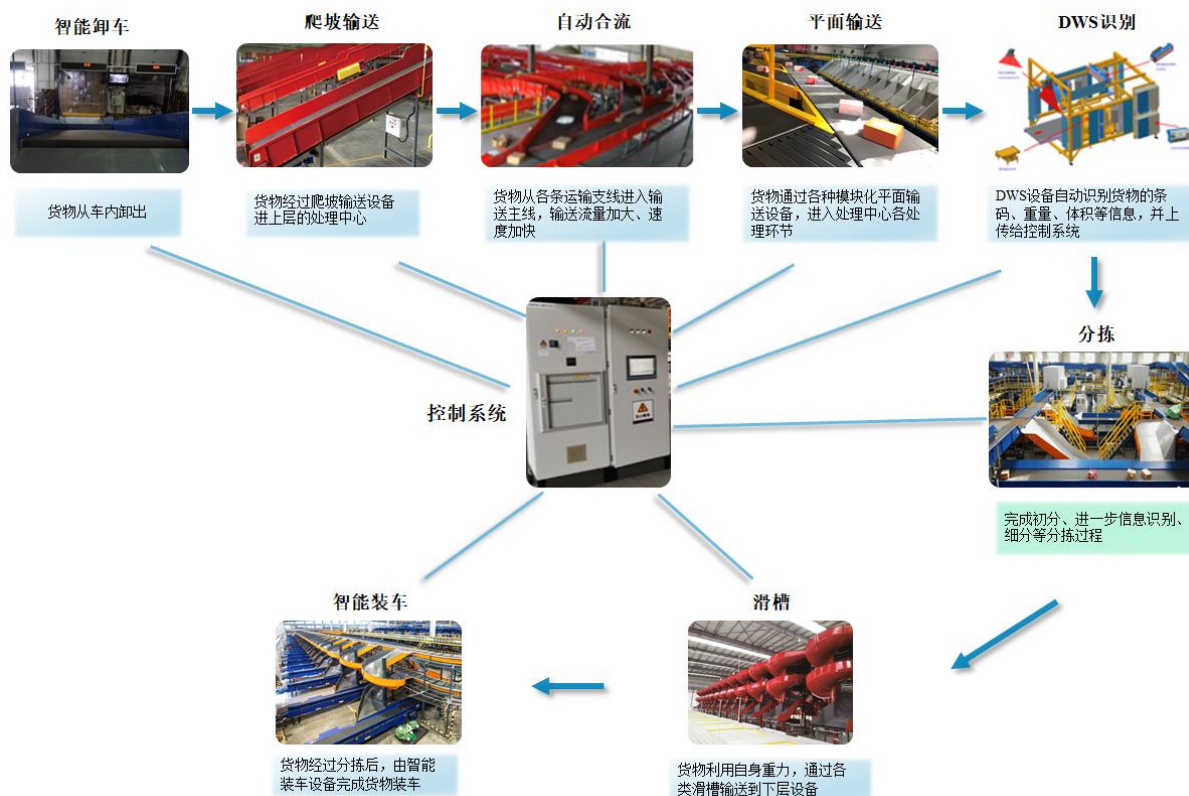 智能卸车
爬坡输送
自动合流
平面输送
DWS识别
货物从车内卸出
货物经过爬坡输送设备
进上层的处理中心
货物从各条运输支线进入输
送主线，输送流量加大、速
度加快
货物通过各种模块化平面输
送设备，进入处理中心各处
理环节
DWS设备自动识别货物的条
码、重量、体积等信息，并上
传给控制系统
分拣
控制系统
完成初分、进一步信息识别、
细分等分拣过程
智能装车
滑槽
货物经过分拣后，由智能
装车设备完成货物装车
货物利用自身重力，通过各
类滑槽输送到下层设备